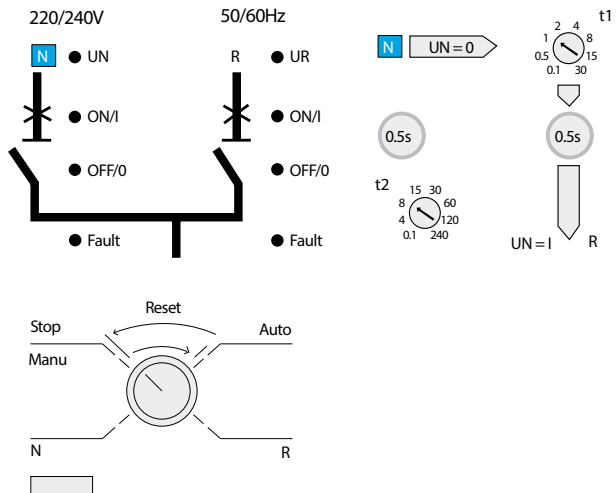 220/240V 50/60Hz
N UN R UR
ON/I ON/I
OFF/0 OFF/0
Fault Fault
N UN = 0
t1
0.1 0.5 1 2 4 8 15 30
0.5s 0.5s
t2
0.1 4 8 15 30 60 120 240
UN = I R
Reset
Stop Auto
Manu
N R